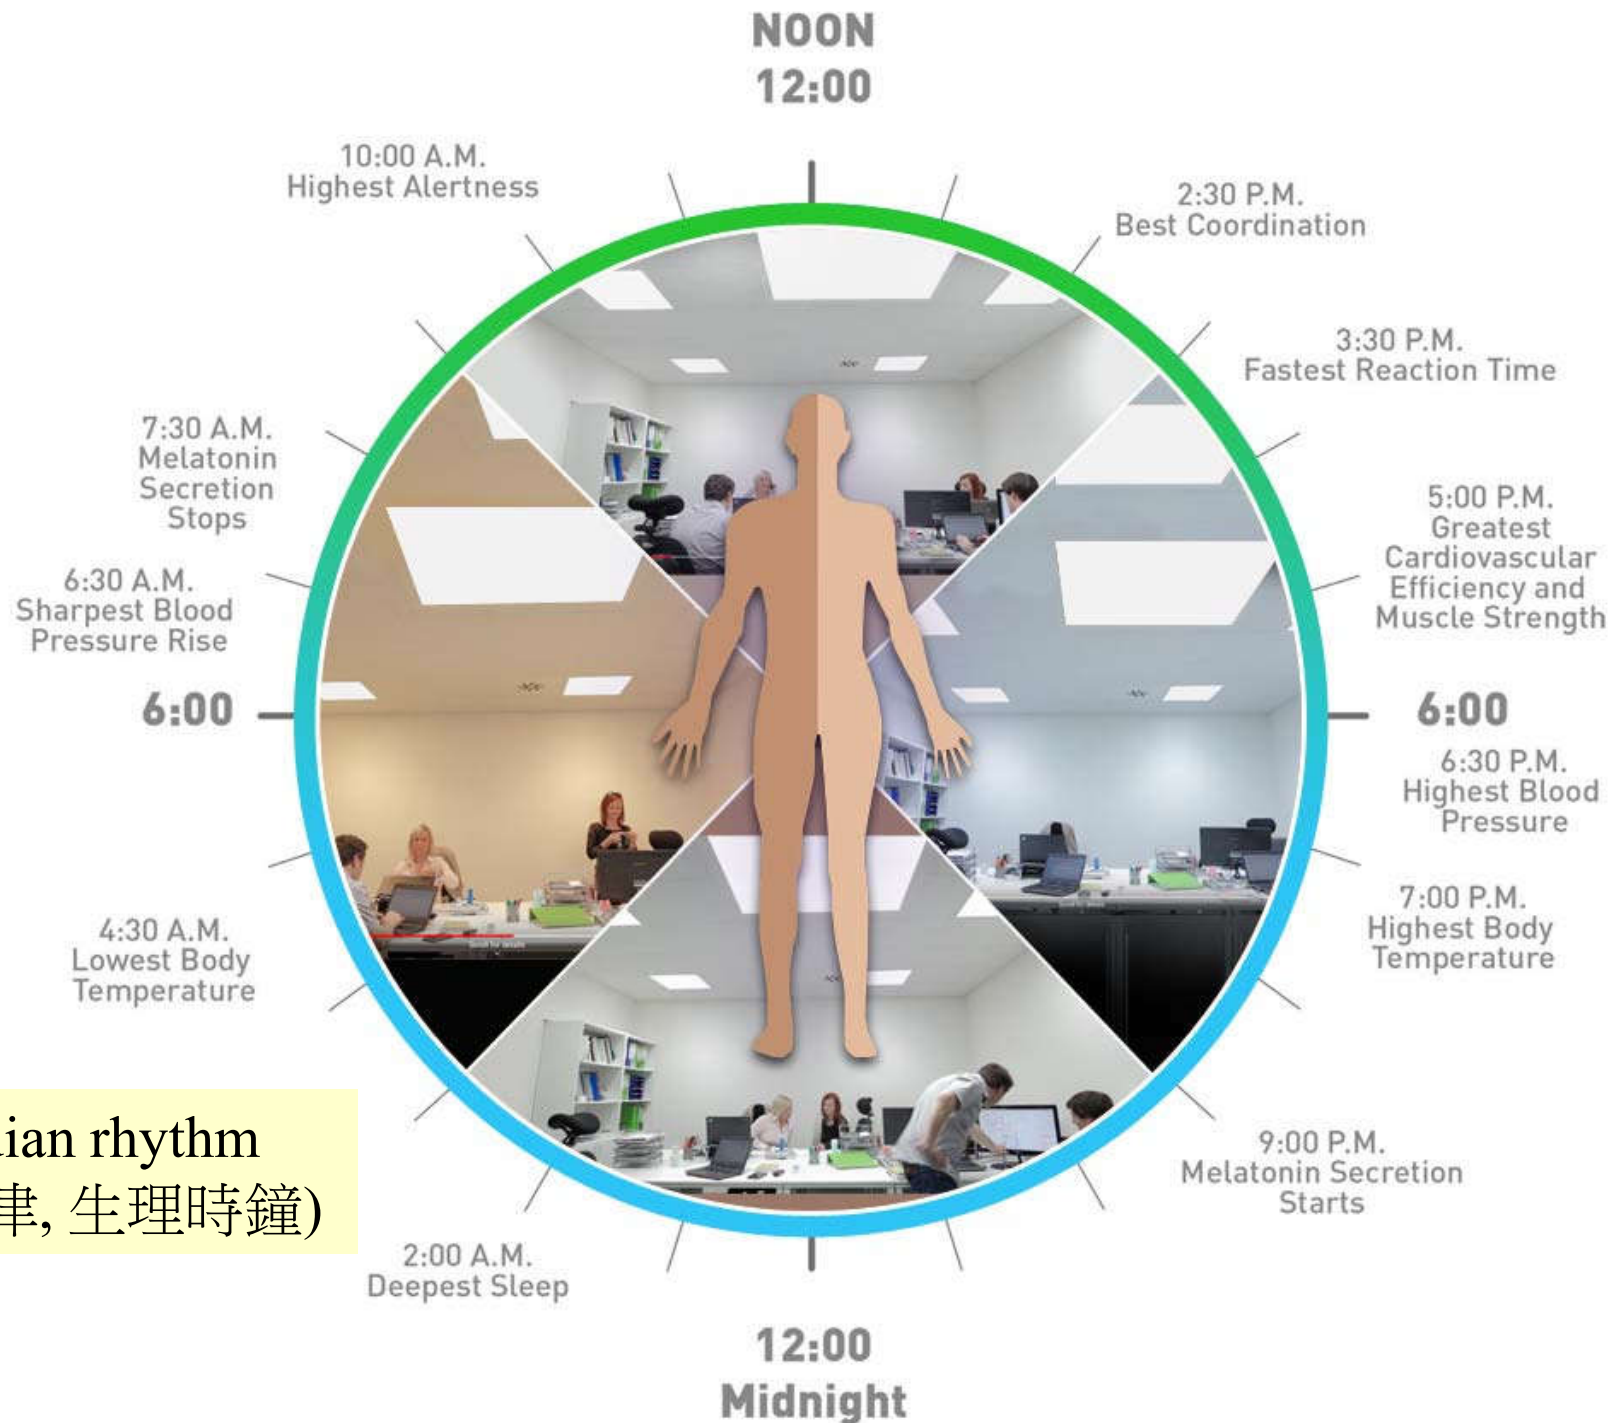 NOON
12:00
10:00 A.M.
Highest Alertness
2:30 P.M.
Best Coordination
3:30 P.M.
Fastest Reaction Time
5:00 P.M.
Greatest
Cardiovascular
Efficiency and
Muscle Strength
6:00
6:30 P.M.
Highest Blood
Pressure
7:00 P.M.
Highest Body
Temperature
9:00 P.M.
Melatonin Secretion
Starts
12:00
Midnight
2:00 A.M.
Deepest Sleep
4:30 A.M.
Lowest Body
Temperature
6:00
6:30 A.M.
Sharpest Blood
Pressure Rise
7:30 A.M.
Melatonin
Secretion
Stops
ian rhythm
律, 生理時鐘)